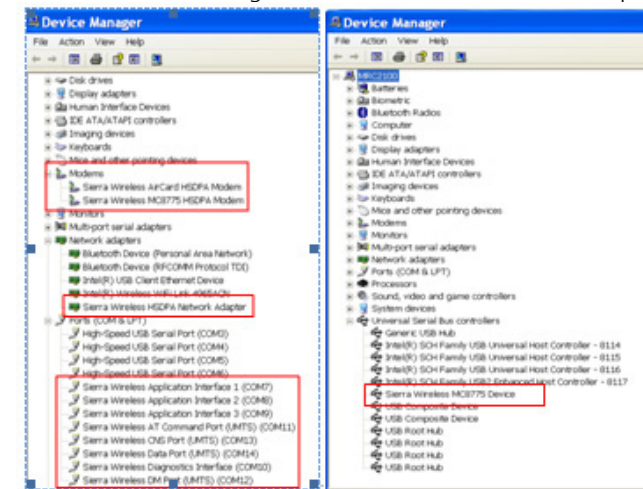 Device Manager
File Action View Help
Disk drives
Display adapters
Human Interface Devices
IDE ATA/ATAPI controllers
Imaging devices
Keyboards
Mice and other pointing devices
Modems
Sierra Wireless AirCard HSDPA Modem
Sierra Wireless MC8775 HSDPA Modem
Monitors
Multi-port serial adapters
Network adapters
Bluetooth Device (Personal Area Network)
Bluetooth Device (RFCOMM Protocol TDI)
Intel(R) USB Client Ethernet Device
Intel(R) Wireless WiFi Link 4965AGN
Sierra Wireless HSDPA Network Adapter
Ports (COM & LPT)
High-Speed USB Serial Port (COM3)
High-Speed USB Serial Port (COM4)
High-Speed USB Serial Port (COM5)
High-Speed USB Serial Port (COM6)
Sierra Wireless Application Interface 1 (COM7)
Sierra Wireless Application Interface 2 (COM8)
Sierra Wireless Application Interface 3 (COM9)
Sierra Wireless AT Command Port (UMTS) (COM11)
Sierra Wireless CNS Port (UMTS) (COM13)
Sierra Wireless Data Port (UMTS) (COM14)
Sierra Wireless Diagnostics Interface (COM10)
Sierra Wireless DM Port (UMTS) (COM12)
Device Manager
File Action View Help
MRC2100
Batteries
Biometric
Bluetooth Radios
Computer
Disk drives
Display adapters
Human Interface Devices
IDE ATA/ATAPI controllers
Imaging devices
Keyboards
Mice and other pointing devices
Modems
Monitors
Multi-port serial adapters
Network adapters
Ports (COM & LPT)
Processors
Sound, video and game controllers
System devices
Universal Serial Bus controllers
Generic USB Hub
Intel(R) SCH Family USB Universal Host Controller - 8114
Intel(R) SCH Family USB Universal Host Controller - 8115
Intel(R) SCH Family USB Universal Host Controller - 8116
Intel(R) SCH Family USB2 Enhanced Host Controller - 8117
Sierra Wireless MC8775 Device
USB Composite Device
USB Composite Device
USB Root Hub
USB Root Hub
USB Root Hub
USB Root Hub